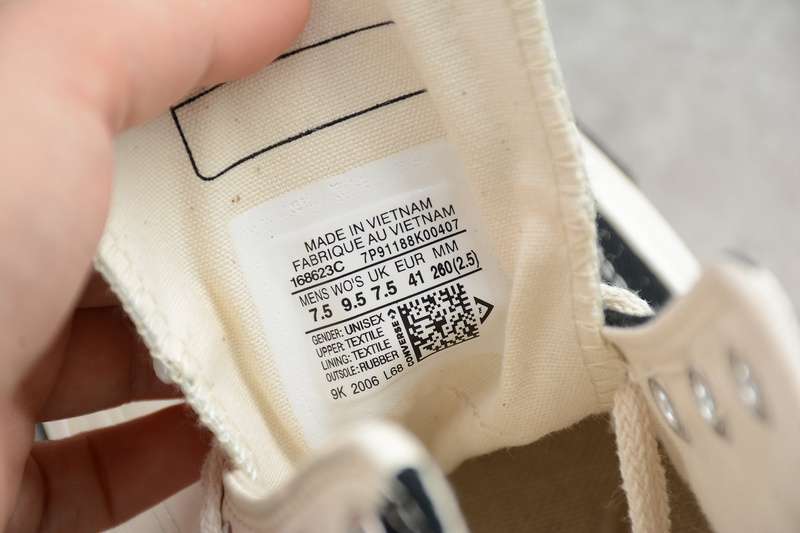 MADE IN VIETNAM
FABRIQUE AU VIETNAM
168623C 7P91188K00407
MENS WO'S UK EUR MM
7.5 9.5 7.5 41 260(2.5)
GENDER: UNISEX
UPPER: TEXTILE
LINING: TEXTILE
OUTSOLE: RUBBER
CONVERSE
9K 2006 L68